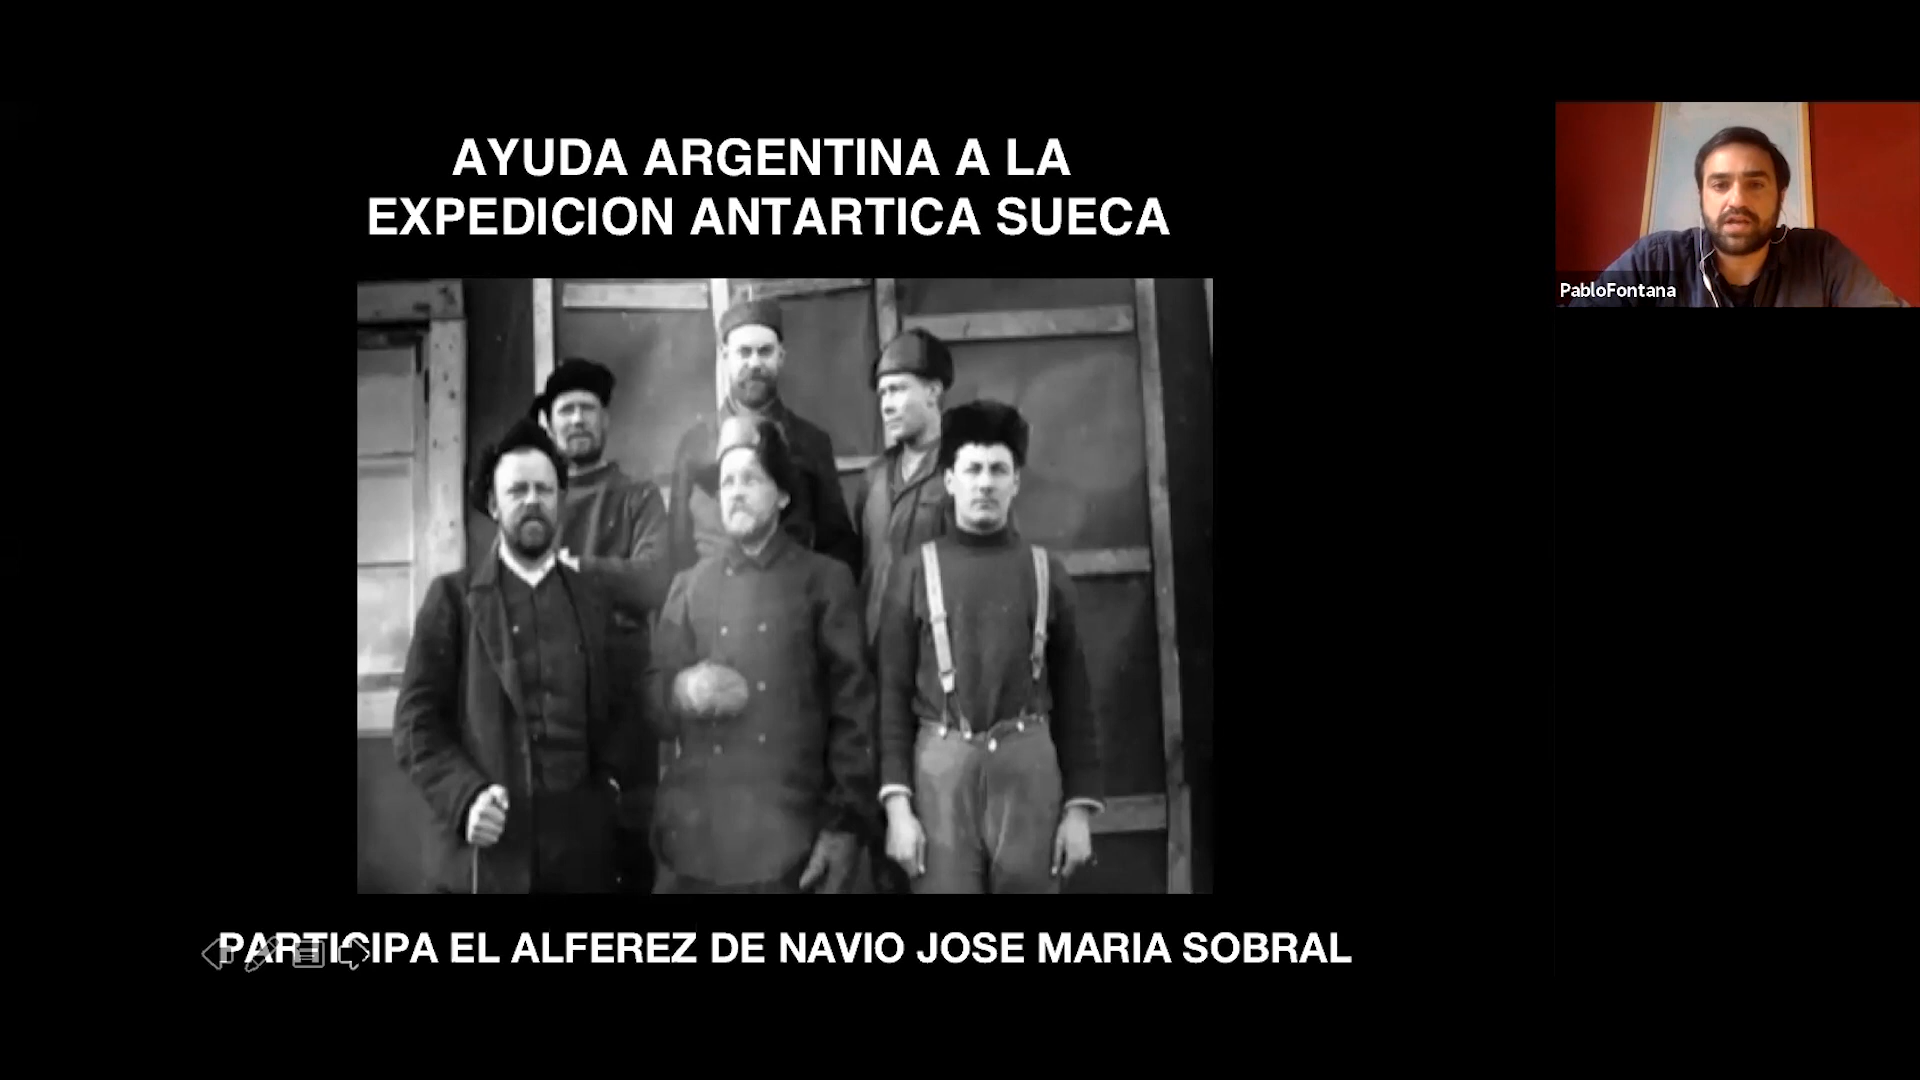 AYUDA ARGENTINA A LA
EXPEDICION ANTARTICA SUECA
PabloFontana
PARTICIPA EL ALFEREZ DE NAVIO JOSE MARIA SOBRAL